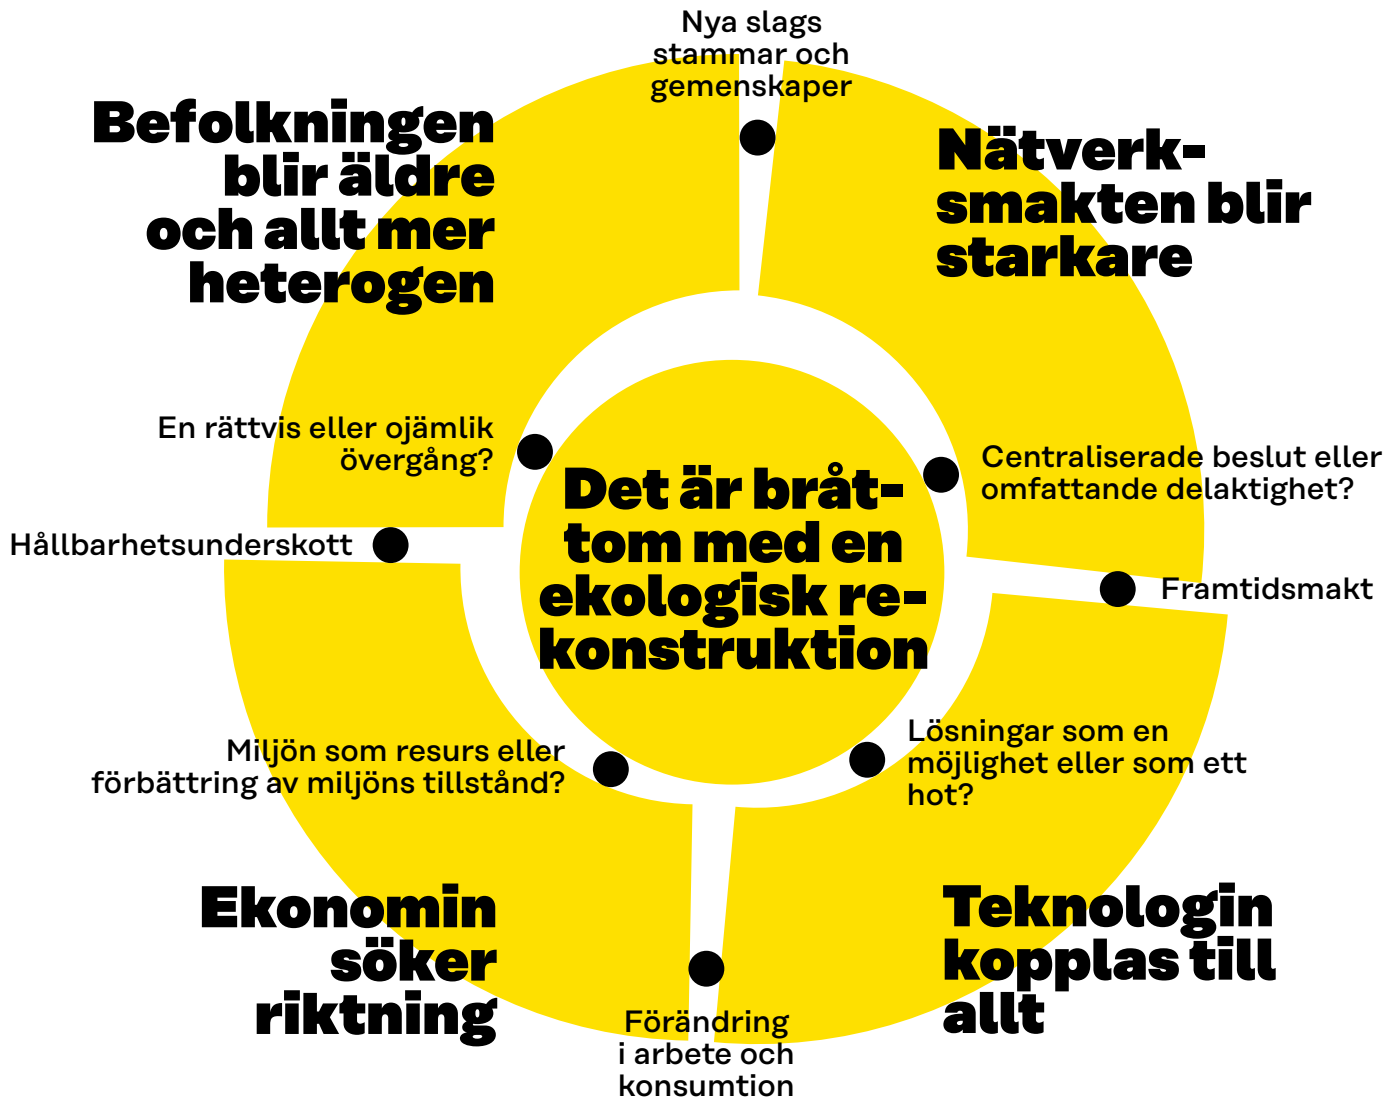 Nya slags
stammar och
gemenskaper
Befolkningen
blir äldre
och allt mer
heterogen
Nätverk-
smakten blir
starkare
En rättvis eller ojämlik
övergång?
Centraliserade beslut eller
omfattande delaktighet?
Det är bråt-
tom med en
ekologisk re-
konstruktion
Hållbarhetsunderskott
Framtidsmakt
Miljön som resurs eller
förbättring av miljöns tillstånd?
Lösningar som en
möjlighet eller som ett
hot?
Ekonomin
söker
riktning
Teknologin
kopplas till
allt
Förändring
i arbete och
konsumtion